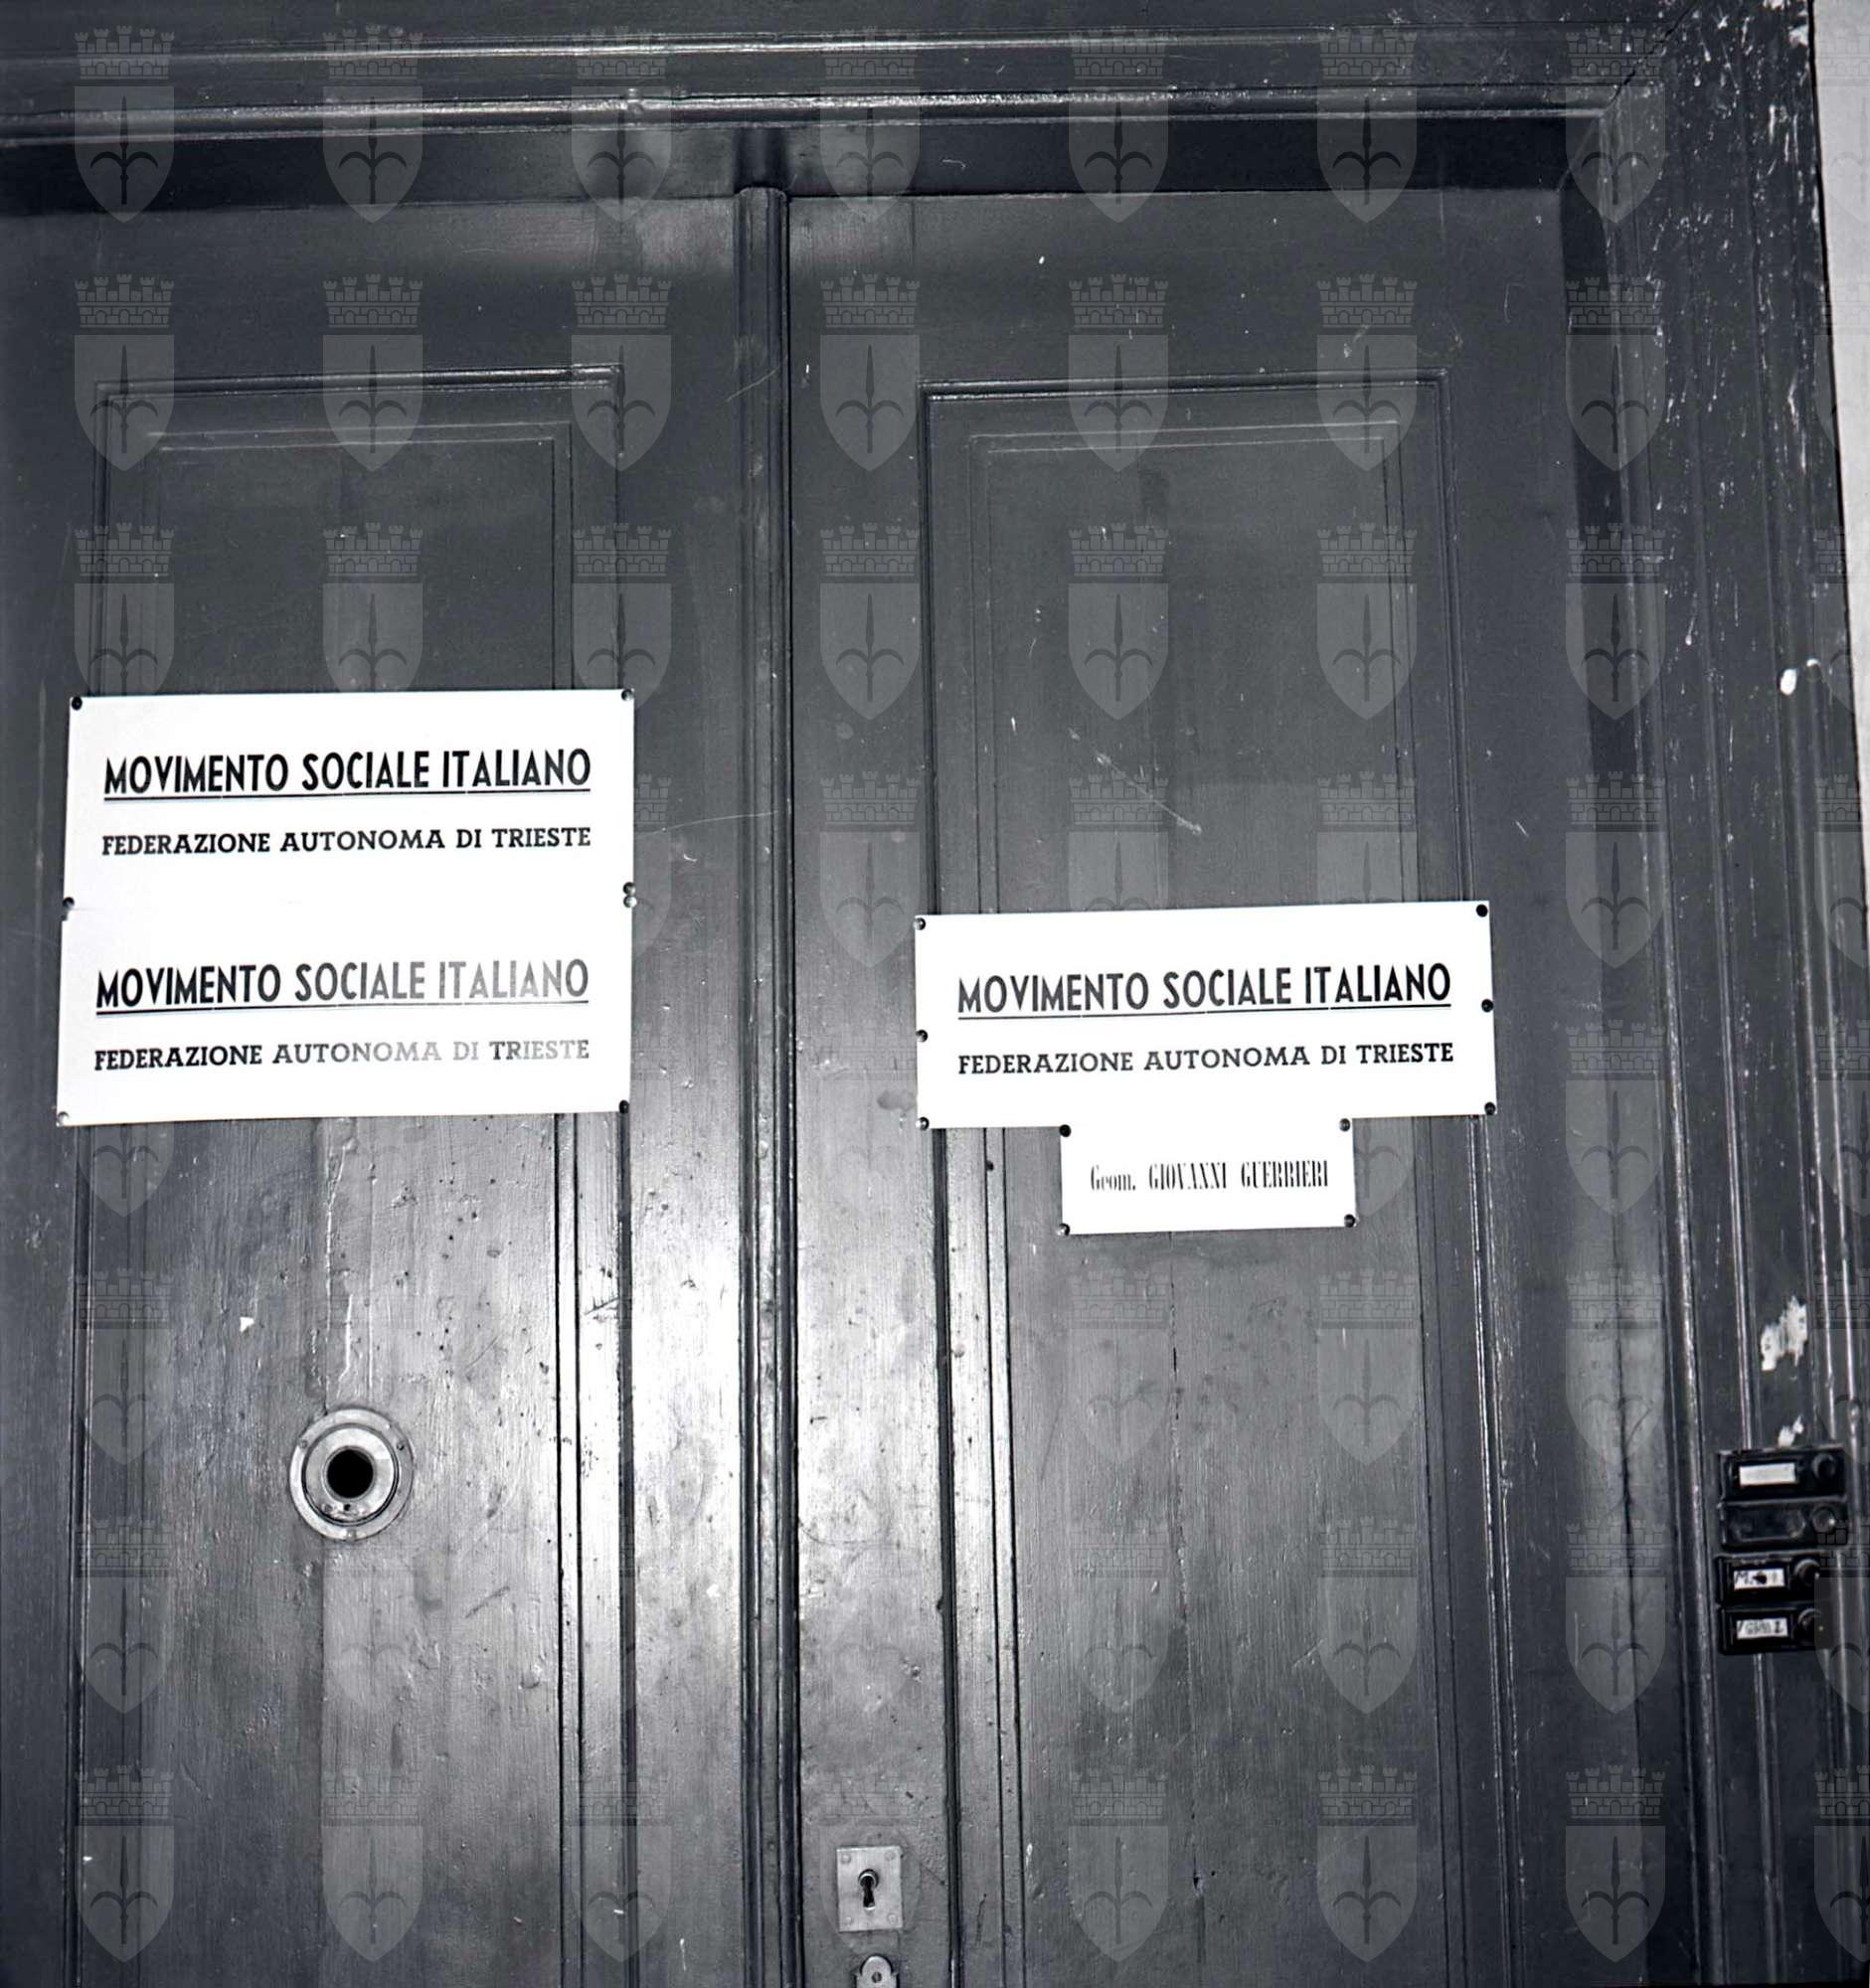 MOVIMENTO SOCIALE ITALIANO
FEDERAZIONE AUTONOMA DI TRIESTE
MOVIMENTO SOCIALE ITALIANO
FEDERAZIONE AUTONOMA DI TRIESTE
MOVIMENTO SOCIALE ITALIANO
FEDERAZIONE AUTONOMA DI TRIESTE
Geom. GIOVANNI GUERRIERI